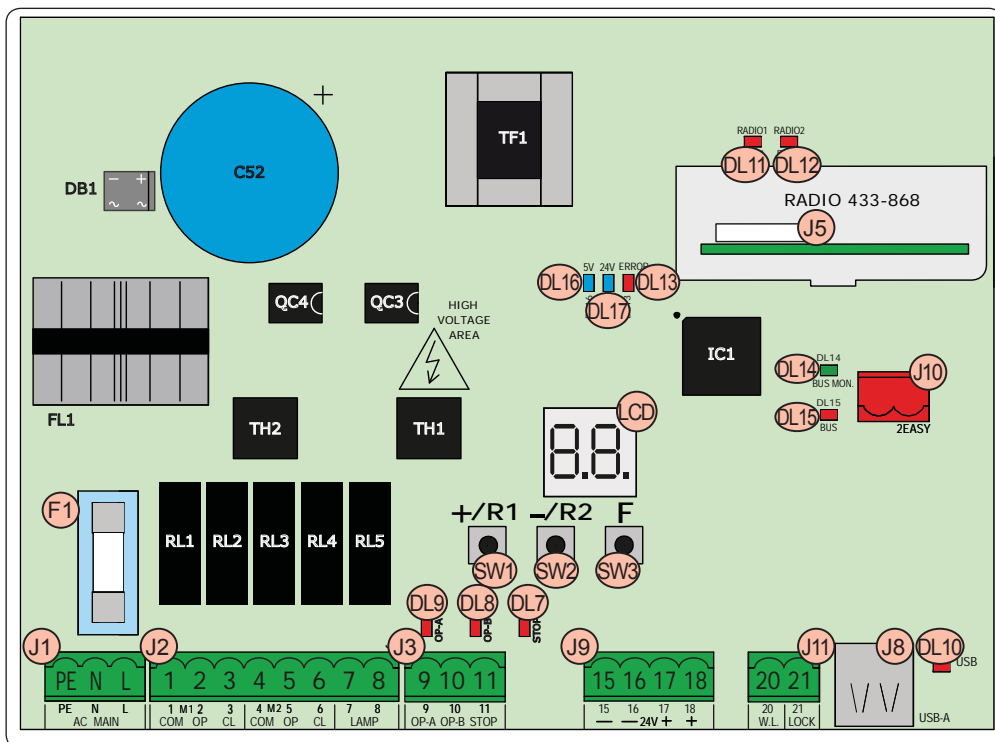 RADIO1 RADIO2
DL11 DL12
TF1
C52
+
DB1
- +
~ ~
RADIO 433-868
J5
5V 24V ERROR
DL16 DL13
DL17
QC4 QC3
HIGH
VOLTAGE
AREA
IC1
DL14 DL14
BUS MON.
J10
DL15 DL15
BUS
2EASY
FL1
TH2 TH1
LCD
8.8.
F1
+/R1 -/R2 F
RL1 RL2 RL3 RL4 RL5
SW1 SW2 SW3
DL9 DL8 DL7
OP-A OP-B STOP
J1 J2 J3 J9 J11 J8 DL10
USB
PE N L 1 2 3 4 5 6 7 8 9 10 11 15 16 17 18 20 21
PE N L 1 M1 2 3 4 M2 5 6 7 8 9 10 11 15 16 17 18 20 21
AC MAIN COM OP CL COM OP CL LAMP OP-A OP-B STOP — — 24V + + W.L. LOCK
USB-A